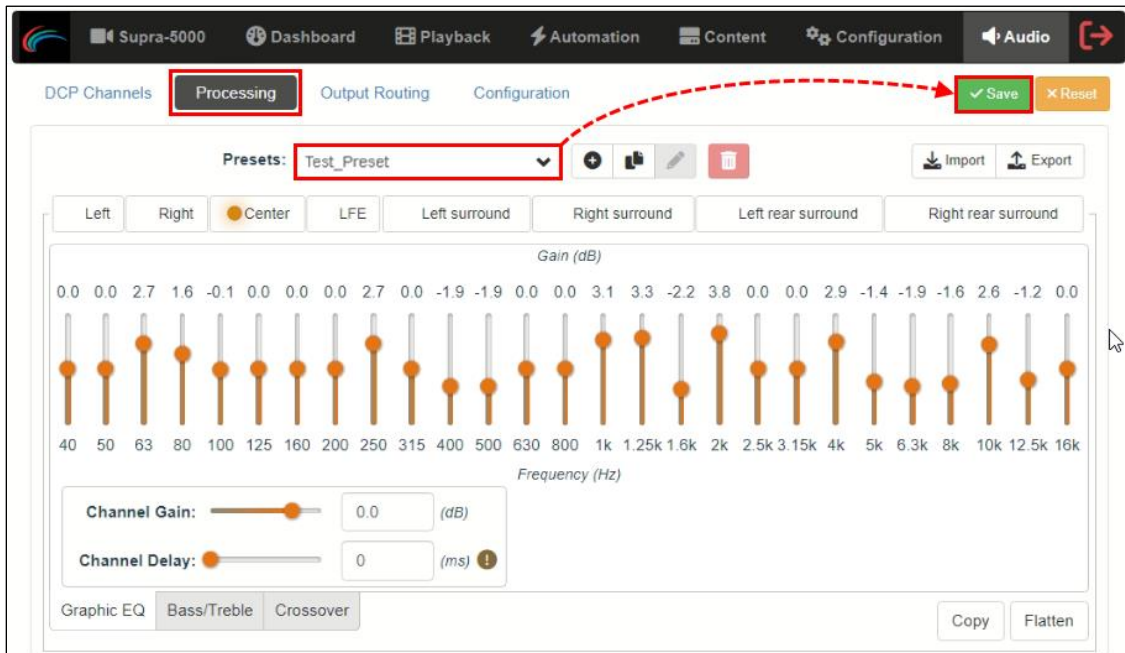 Supra-5000 Dashboard Playback Automation Content Configuration Audio
DCP Channels Processing Output Routing Configuration Save Reset
Presets: Test_Preset Import Export
Left Right Center LFE Left surround Right surround Left rear surround Right rear surround
Gain (dB)
0.0 0.0 2.7 1.6 -0.1 0.0 0.0 0.0 2.7 0.0 -1.9 -1.9 0.0 0.0 3.1 3.3 -2.2 3.8 0.0 0.0 2.9 -1.4 -1.9 -1.6 2.6 -1.2 0.0
40 50 63 80 100 125 160 200 250 315 400 500 630 800 1k 1.25k 1.6k 2k 2.5k 3.15k 4k 5k 6.3k 8k 10k 12.5k 16k
Frequency (Hz)
Channel Gain: 0.0 (dB)
Channel Delay: 0 (ms)
Graphic EQ Bass/Treble Crossover Copy Flatten